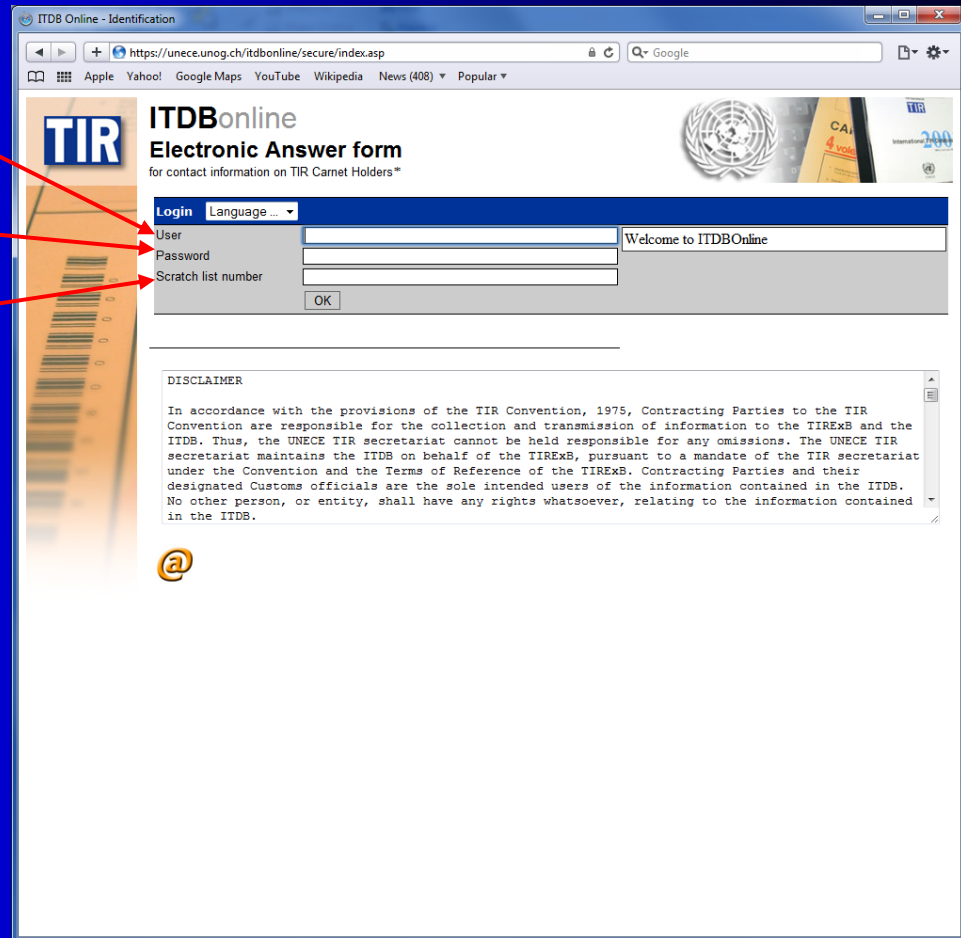 ITDB Online - Identification
https://unece.unog.ch/itdbonline/secure/index.asp
Google
Apple Yahoo! Google Maps YouTube Wikipedia News (408) Popular
TIR
ITDBonline
Electronic Answer form
for contact information on TIR Carnet Holders*
TIR
4 vole
200
Login Language ...
User
Welcome to ITDBOnline
Password
Scratch list number
OK
DISCLAIMER
In accordance with the provisions of the TIR Convention, 1975, Contracting Parties to the TIR
Convention are responsible for the collection and transmission of information to the TIRExB and the
ITDB. Thus, the UNECE TIR secretariat cannot be held responsible for any omissions. The UNECE TIR
secretariat maintains the ITDB on behalf of the TIRExB, pursuant to a mandate of the TIR secretariat
under the Convention and the Terms of Reference of the TIRExB. Contracting Parties and their
designated Customs officials are the sole intended users of the information contained in the ITDB.
No other person, or entity, shall have any rights whatsoever, relating to the information contained
in the ITDB.
@